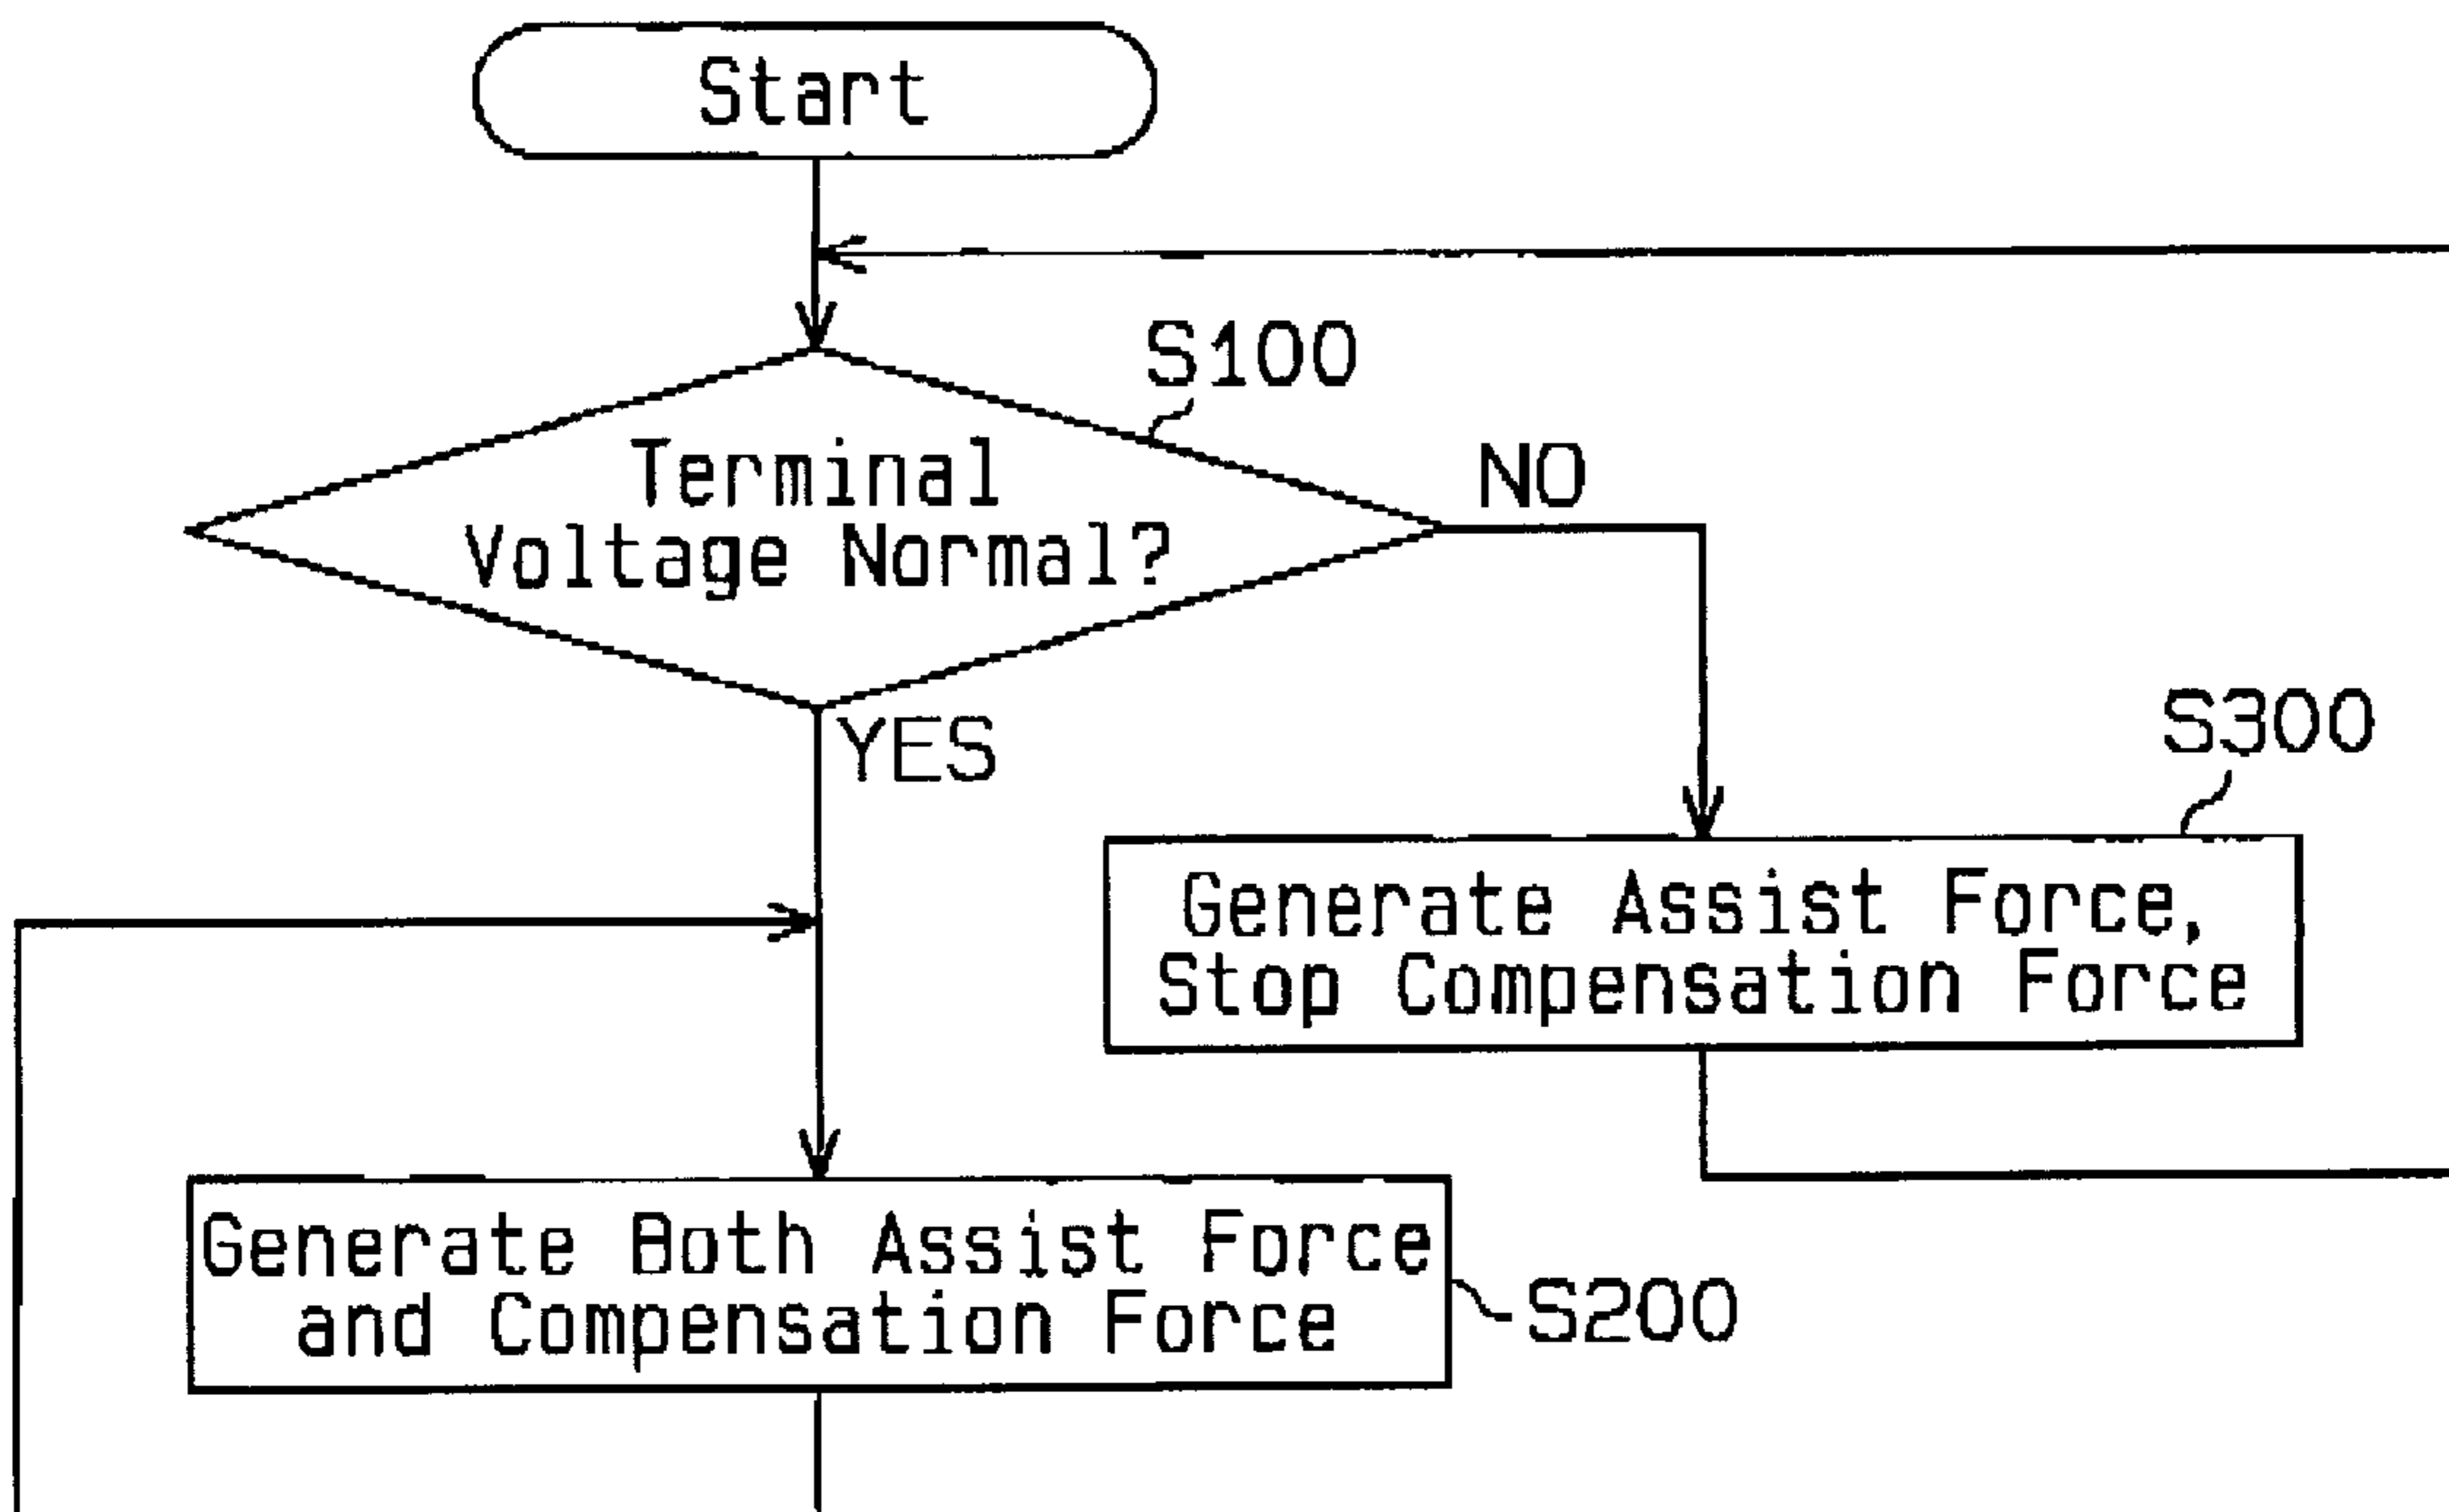 Start
S100
Terminal
Voltage Normal?
NO
YES
S300
Generate Assist Force,
Stop Compensation Force
Generate Both Assist Force
and Compensation Force
S200